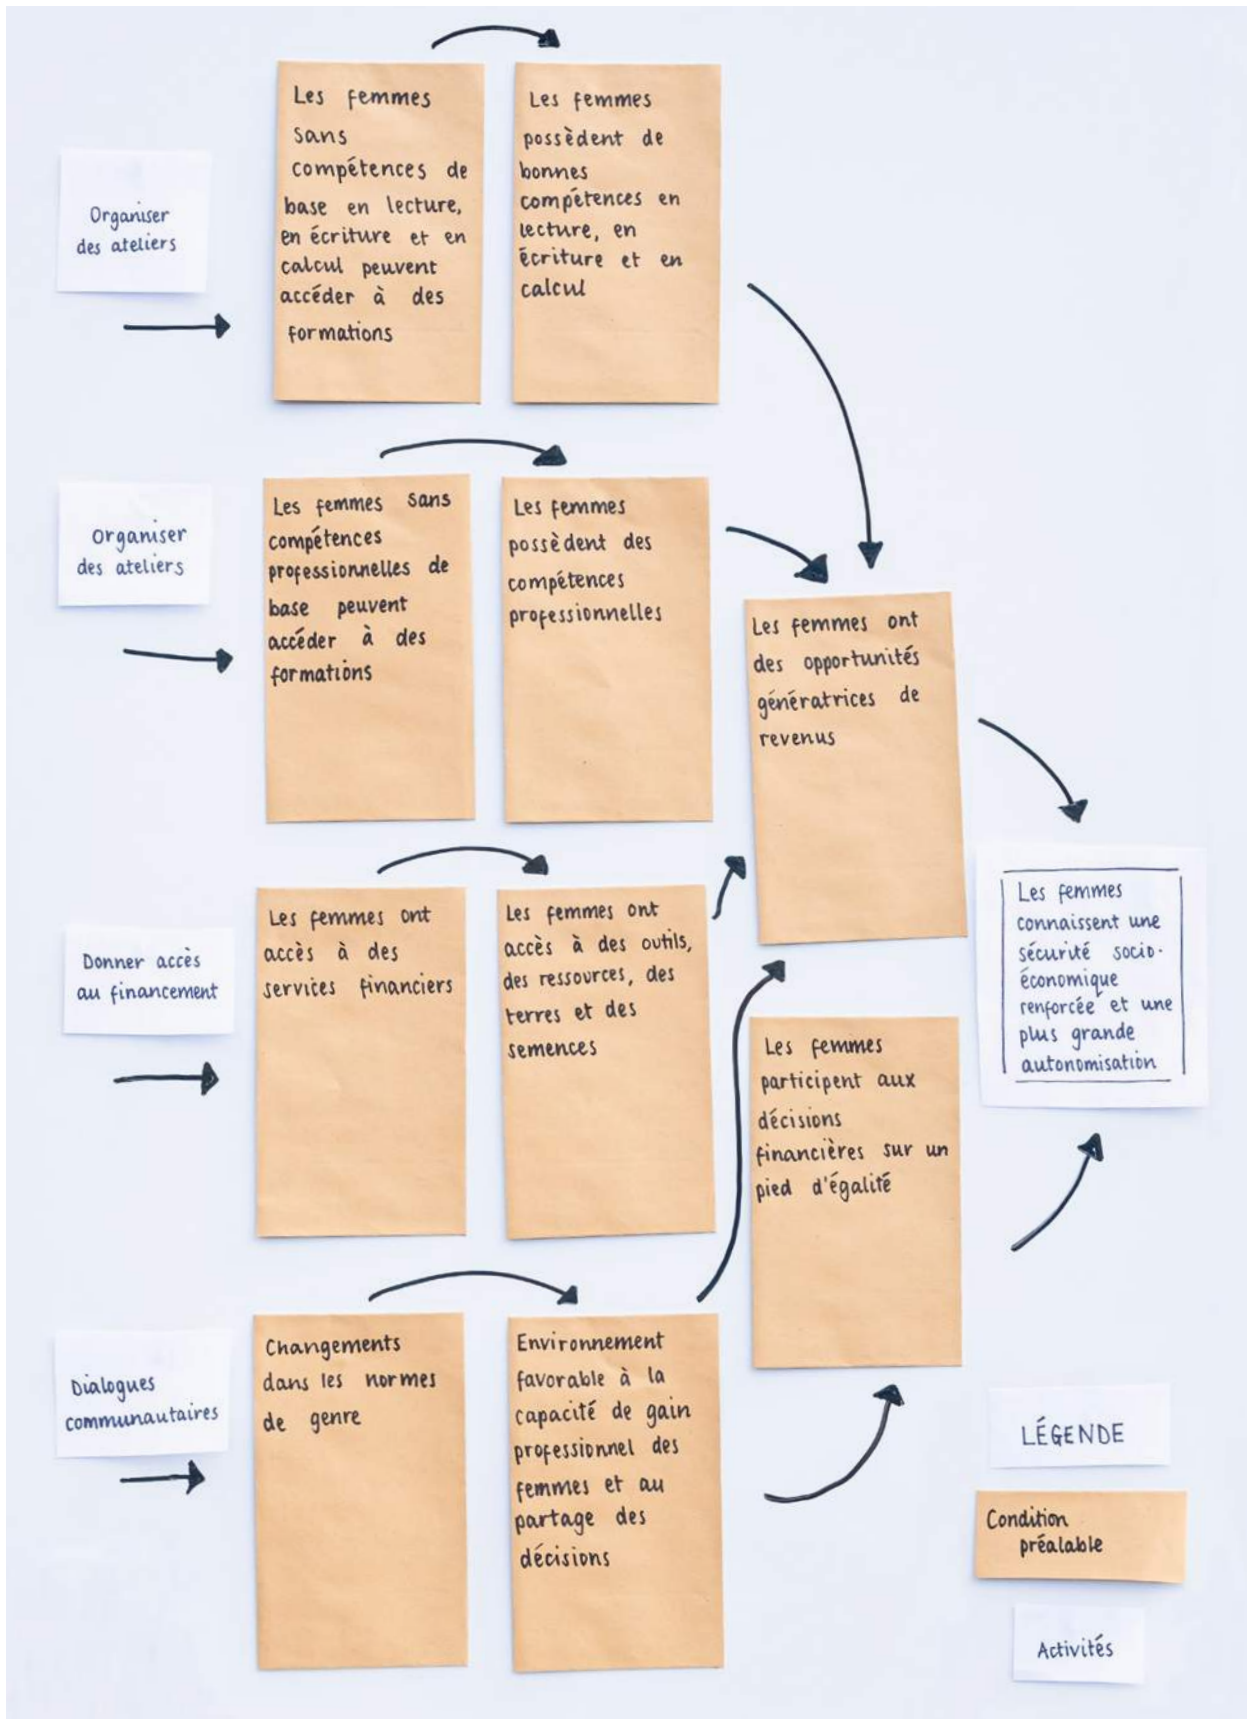 Organiser
des ateliers
Les femmes
sans
compétences de
base en lecture,
en écriture et en
calcul peuvent
accéder à des
formations
Les femmes
possèdent de
bonnes
compétences en
lecture, en
écriture et en
calcul
Organiser
des ateliers
Les femmes sans
compétences
professionnelles de
base peuvent
accéder à des
formations
Les femmes
possèdent des
compétences
professionnelles
Les femmes ont
des opportunités
génératrices de
revenus
Donner accès
au financement
Les femmes ont
accès à des
services financiers
Les femmes ont
accès à des outils,
des ressources, des
terres et des
semences
Les femmes
participent aux
décisions
financières sur un
pied d'égalité
Les femmes
connaissent une
sécurité socio-
économique
renforcée et une
plus grande
autonomisation
Dialogues
communautaires
Changements
dans les normes
de genre
Environnement
favorable à la
capacité de gain
professionnel des
femmes et au
partage des
décisions
LÉGENDE
Condition
préalable
Activités